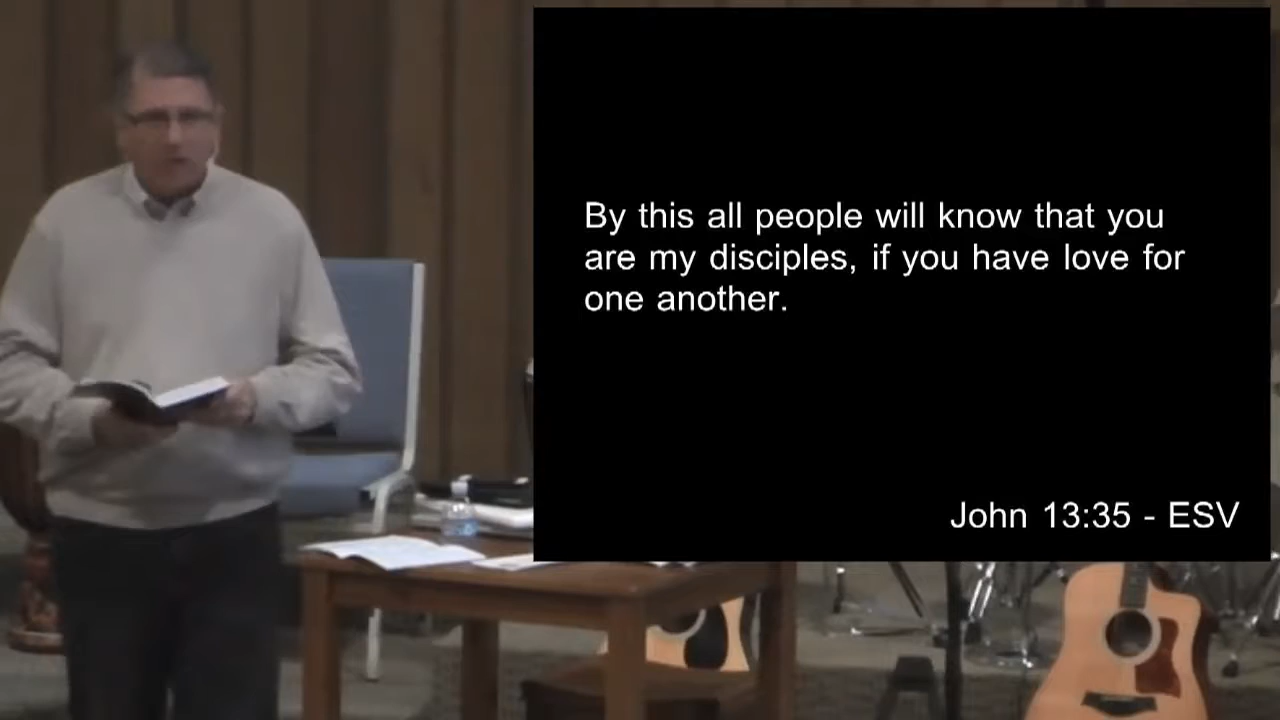 By this all people will know that you
are my disciples, if you have love for
one another.
John 13:35 - ESV